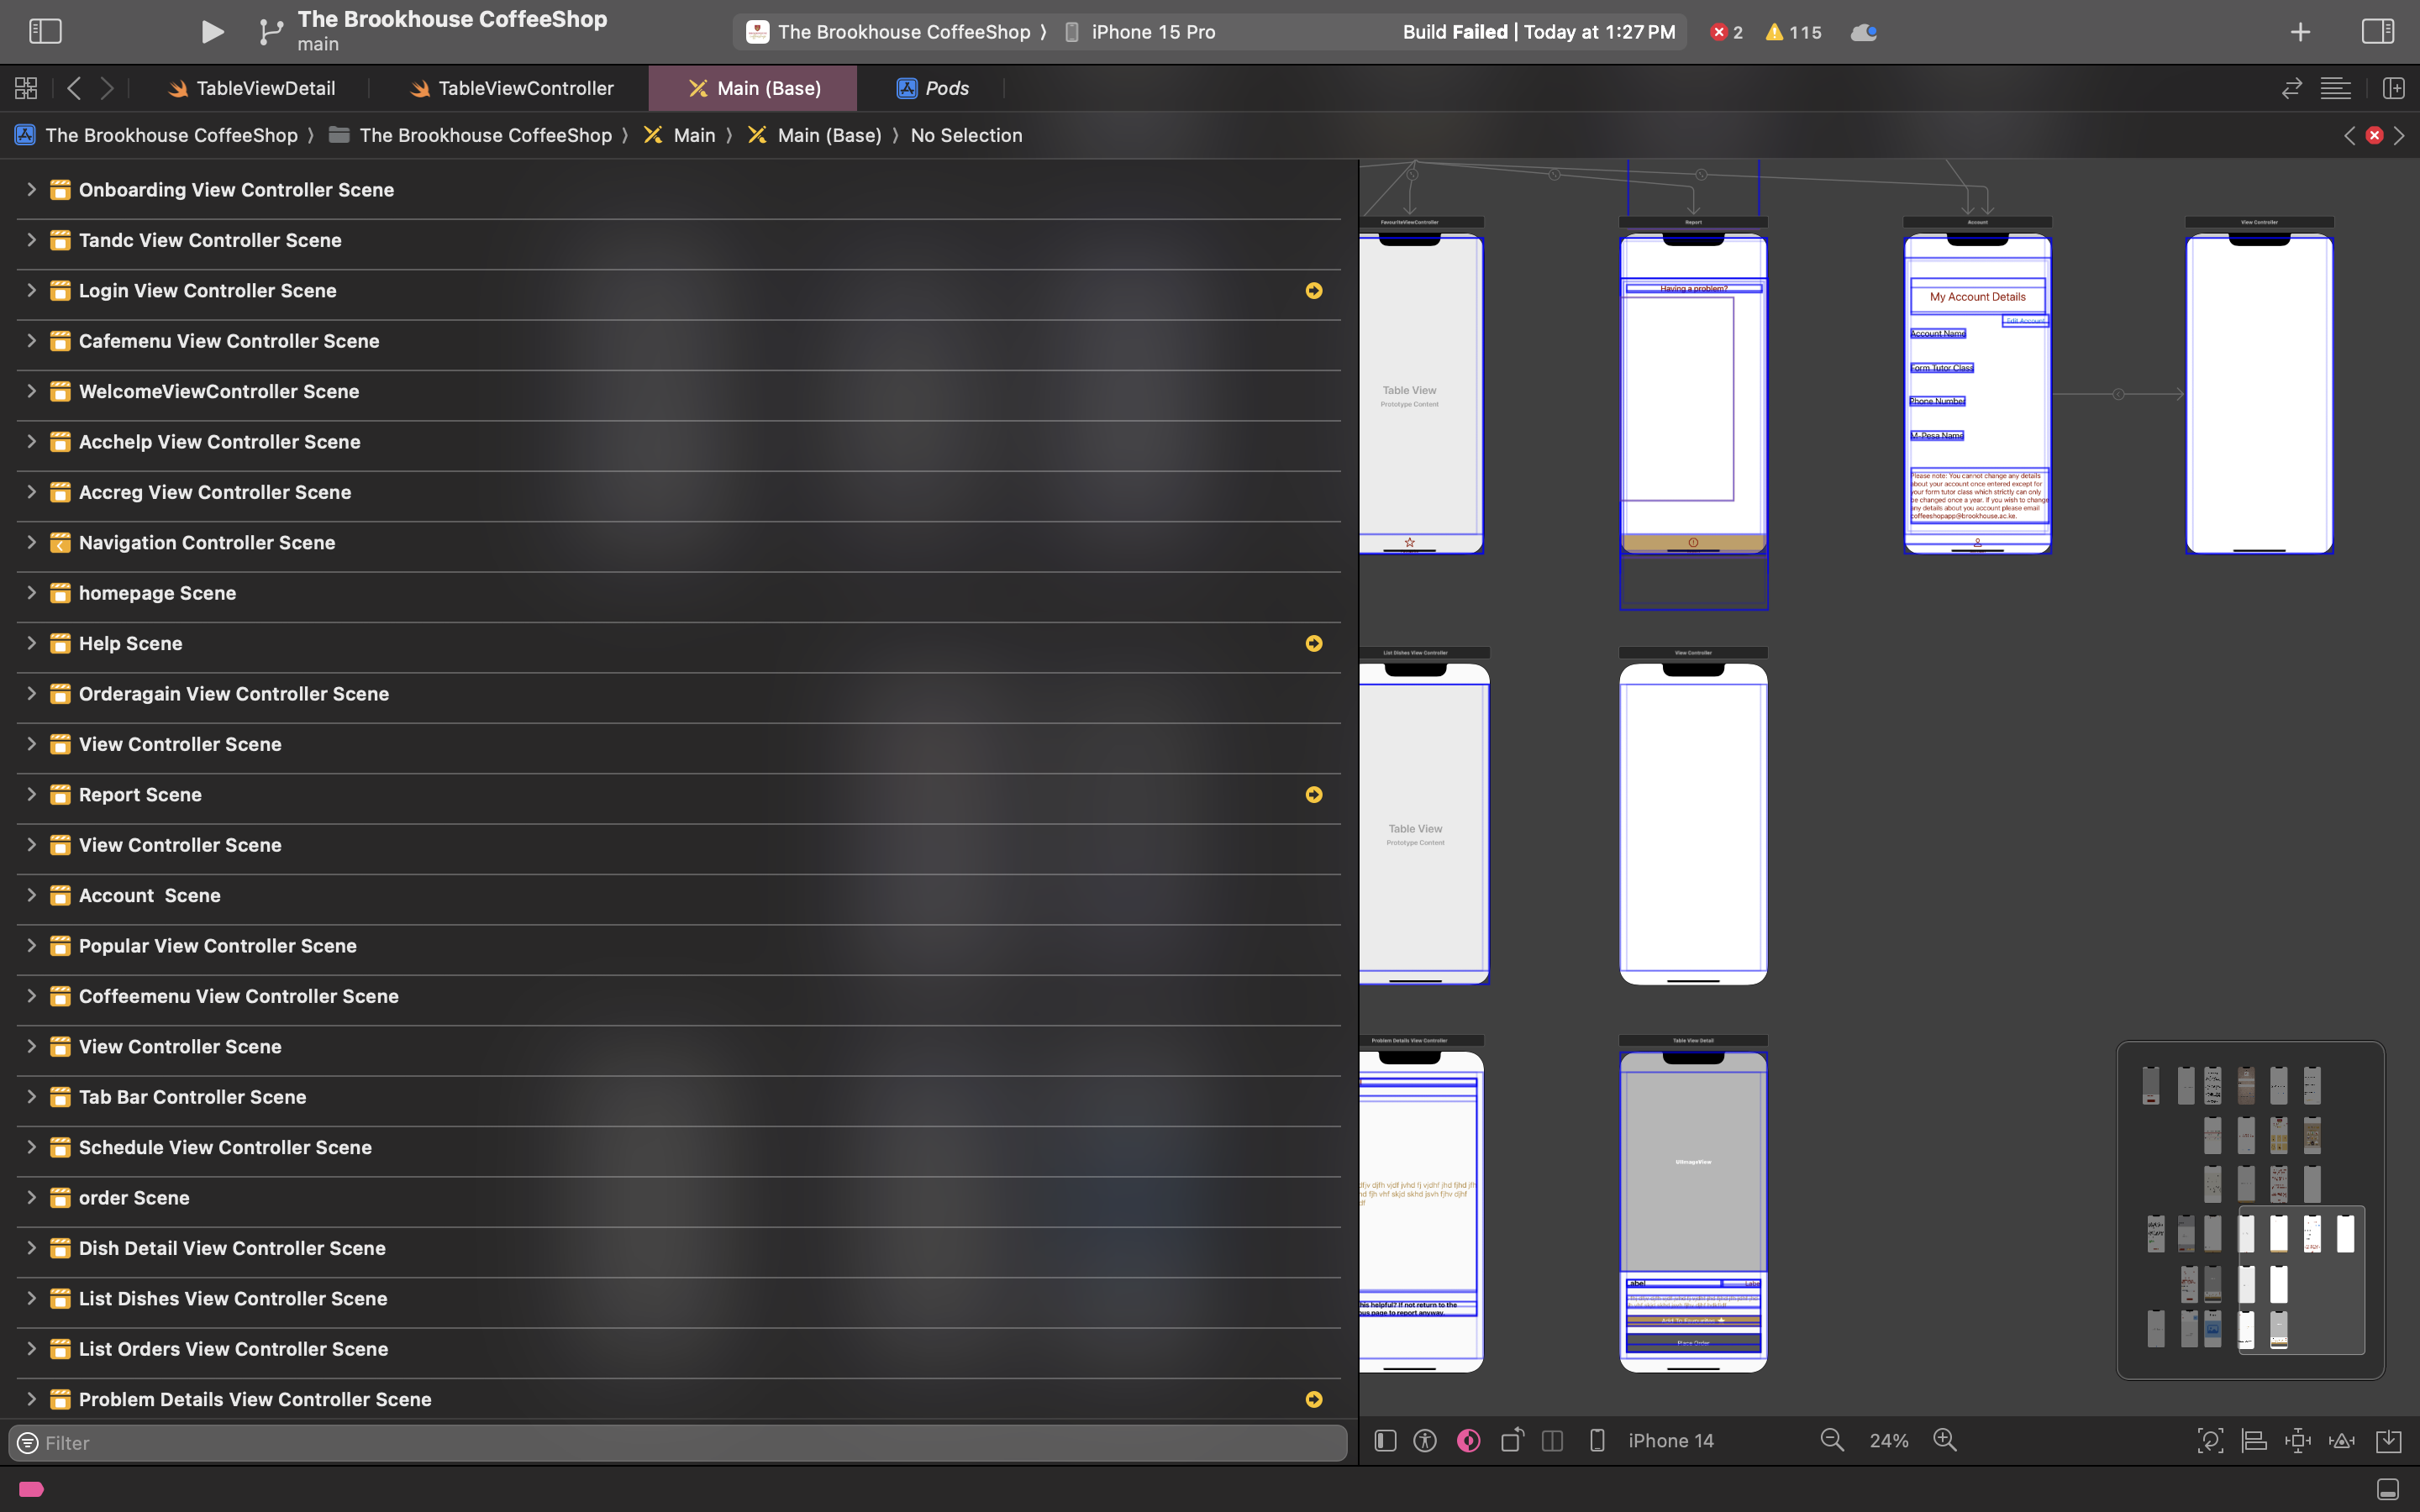 The Brookhouse CoffeeShop
main
The Brookhouse CoffeeShop ⟩ iPhone 15 Pro
Build Failed | Today at 1:27 PM
2
115
TableViewDetail
TableViewController
Main (Base)
Pods
The Brookhouse CoffeeShop ⟩ The Brookhouse CoffeeShop ⟩ Main ⟩ Main (Base) ⟩ No Selection
Onboarding View Controller Scene
Tandc View Controller Scene
Login View Controller Scene
Cafemenu View Controller Scene
WelcomeViewController Scene
Acchelp View Controller Scene
Accreg View Controller Scene
Navigation Controller Scene
homepage Scene
Help Scene
Orderagain View Controller Scene
View Controller Scene
Report Scene
View Controller Scene
Account  Scene
Popular View Controller Scene
Coffeemenu View Controller Scene
View Controller Scene
Tab Bar Controller Scene
Schedule View Controller Scene
order Scene
Dish Detail View Controller Scene
List Dishes View Controller Scene
List Orders View Controller Scene
Problem Details View Controller Scene
Filter
FavouriteViewController
Report
Account
View Controller
Table View
Prototype Content
Having a problem?
My Account Details
Edit Account
Account Name
Form Tutor Class
Phone Number
M-Pesa Name
Please note: You cannot change any details
about your account once entered except for
your form tutor class which strictly can only
be changed once a year. If you wish to change
any details about you account please email
coffeeshopapp@brookhouse.ac.ke.
List Dishes View Controller
View Controller
Table View
Prototype Content
Problem Details View Controller
Table View Detail
UIImageView
this helpful? If not return to the
page to report anyway.
Label
Add To Favourites
Place Order
iPhone 14
24%